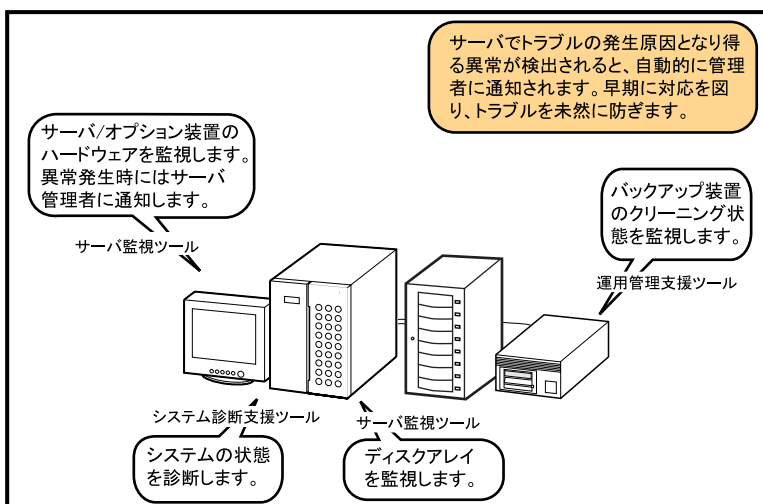 サーバでトラブルの発生原因となり得
る異常が検出されると、自動的に管理
者に通知されます。早期に対応を図
り、トラブルを未然に防ぎます。
サーバ/オプション装置の
ハードウェアを監視します。
異常発生時にはサーバ
管理者に通知します。
サーバ監視ツール
バックアップ装置
のクリーニング状
態を監視します。
運用管理支援ツール
システム診断支援ツール
システムの状態
を診断します。
サーバ監視ツール
ディスクアレイ
を監視します。